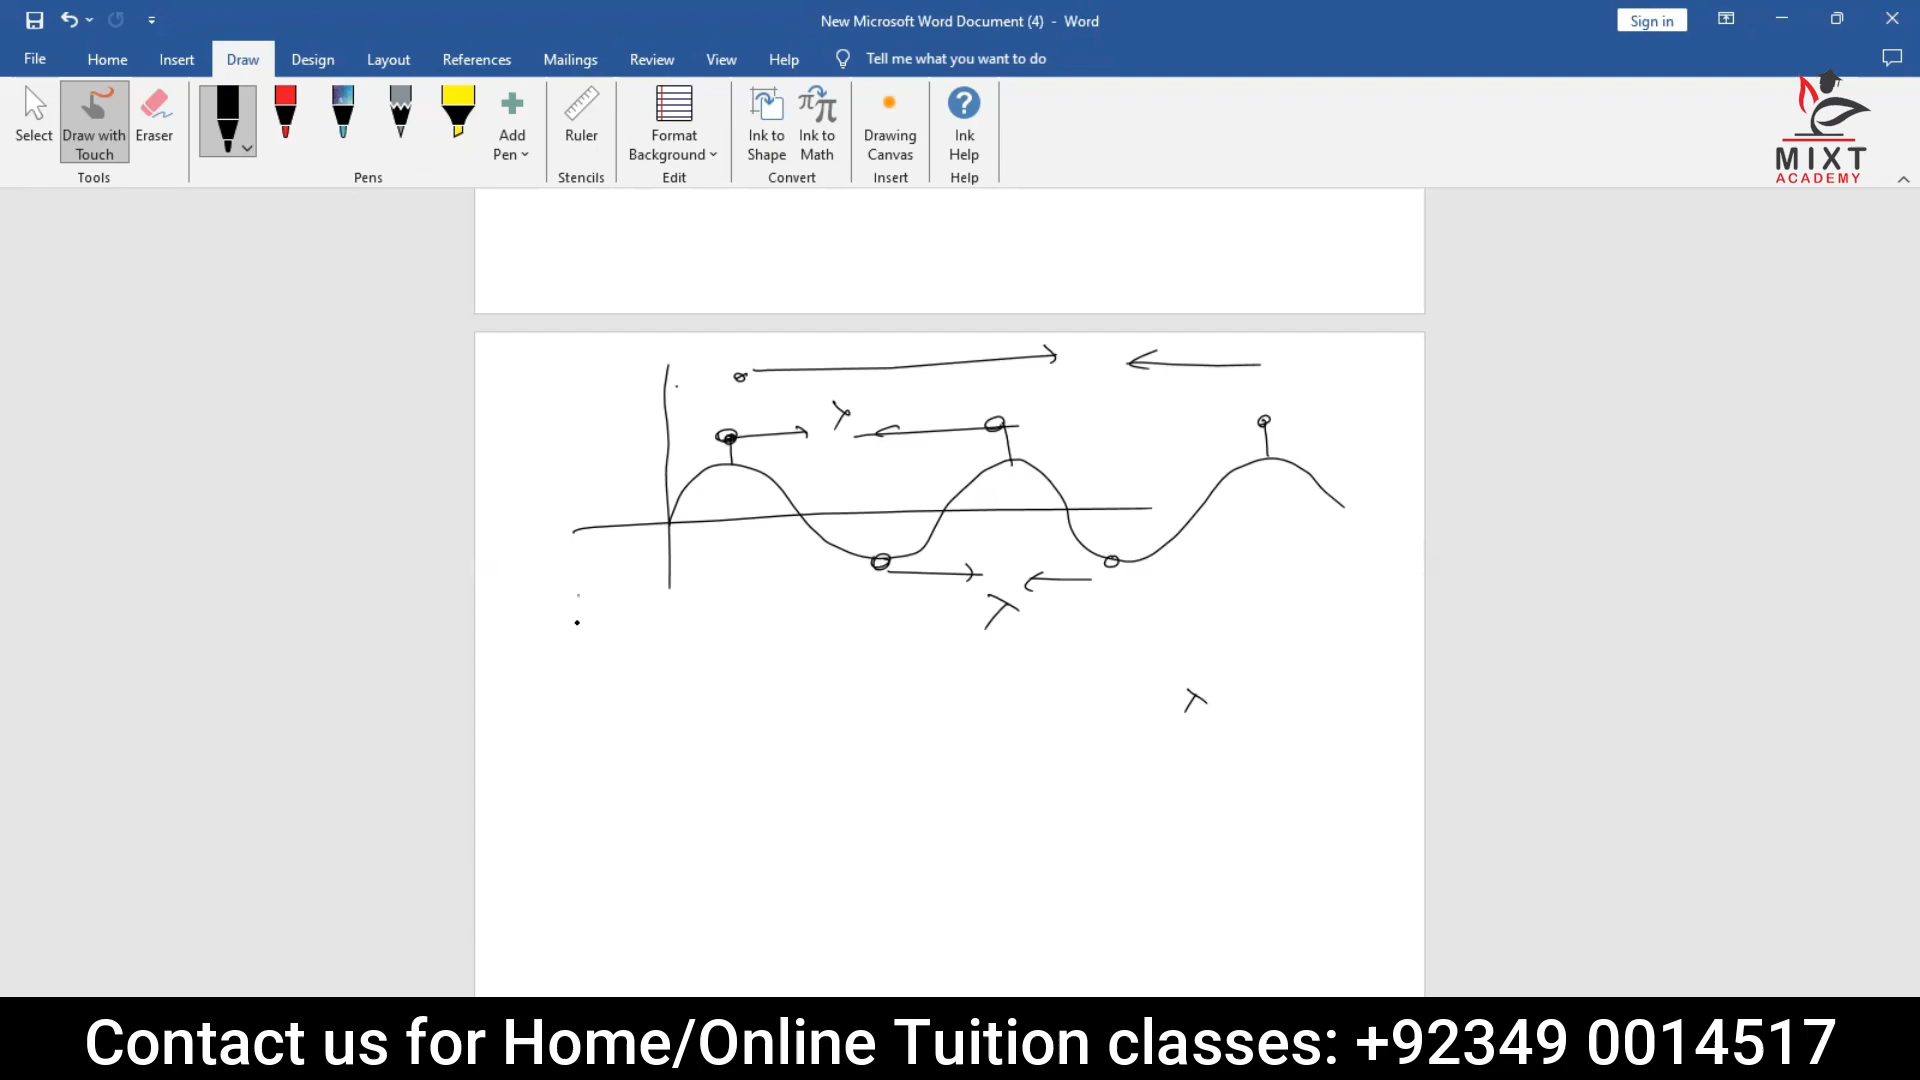 New Microsoft Word Document (4) - Word
Sign in
File Home Insert Draw Design Layout References Mailings Review View Help Tell me what you want to do
Select Draw with Touch Eraser Add Pen Ruler Format Background Ink to Shape Ink to Math Drawing Canvas Ink Help
Tools Pens Stencils Edit Convert Insert Help
MIXT
ACADEMY
Contact us for Home/Online Tuition classes: +92349 0014517